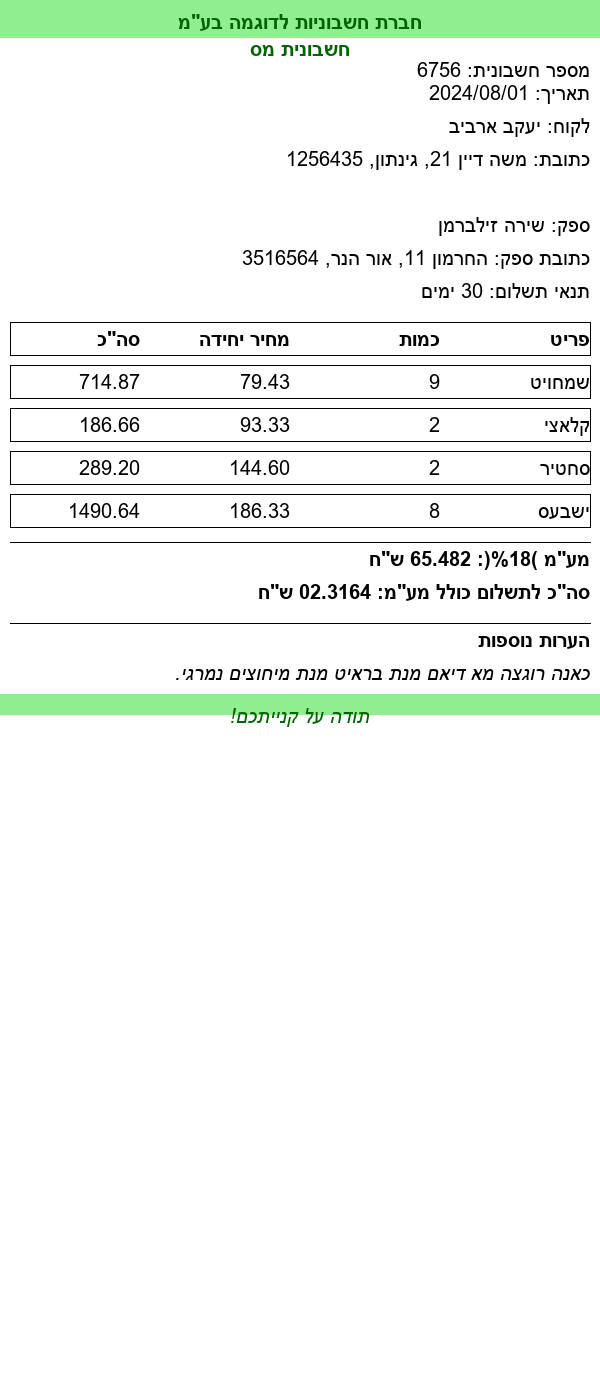 חברת חשבוניות לדוגמה בע"מ
חשבונית מס
מספר חשבונית: 6756
תאריך: 2024/08/01
לקוח: יעקב ארביב
כתובת: משה דיין 21, גינתון, 1256435
ספק: שירה זילברמן
כתובת ספק: החרמון 11, אור הנר, 3516564
תנאי תשלום: 30 ימים
פריט כמות מחיר יחידה סה"כ
שמחויט 9 79.43 714.87
קלאצי 2 93.33 186.66
סחטיר 2 144.60 289.20
ישבעס 8 186.33 1490.64
מע"מ )18%(: 65.482 ש"ח
סה"כ לתשלום כולל מע"מ: 02.3164 ש"ח
הערות נוספות
כאנה רוגצה מא דיאם מנת בראיט מנת מיחוצים נמרגי.
תודה על קנייתכם!